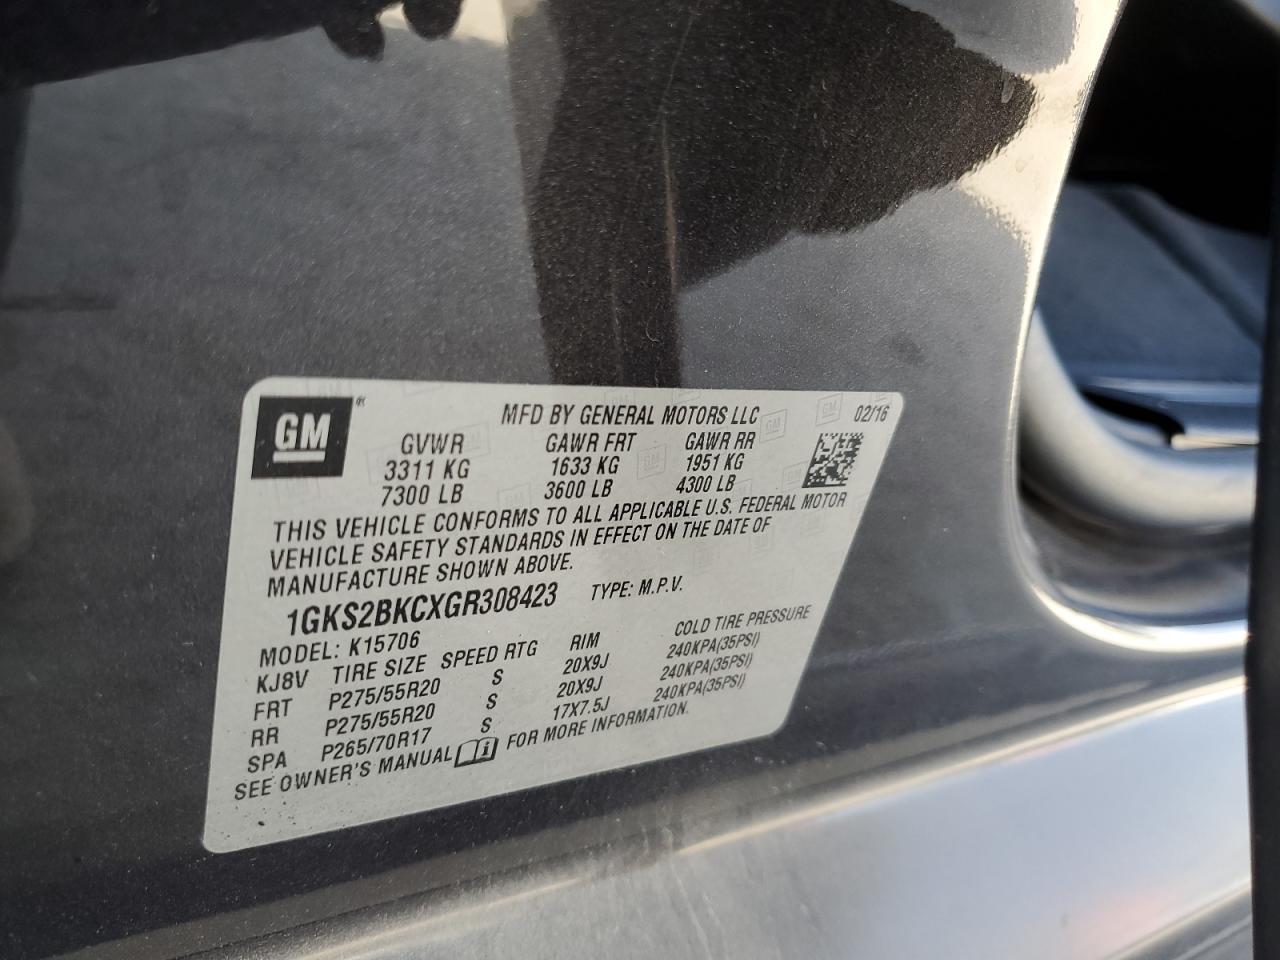 GM®
MFD BY GENERAL MOTORS LLC 02/16
GVWR GAWR FRT GAWR RR
3311 KG 1633 KG 1951 KG
7300 LB 3600 LB 4300 LB
THIS VEHICLE CONFORMS TO ALL APPLICABLE U.S. FEDERAL MOTOR
VEHICLE SAFETY STANDARDS IN EFFECT ON THE DATE OF
MANUFACTURE SHOWN ABOVE.
1GKS2BKCXGR308423 TYPE: M.P.V.
MODEL: K15706
KJ8V TIRE SIZE SPEED RTG RIM COLD TIRE PRESSURE
FRT P275/55R20 S 20X9J 240KPA(35PSI)
RR P275/55R20 S 20X9J 240KPA(35PSI)
SPA P265/70R17 S 17X7.5J 240KPA(35PSI)
SEE OWNER'S MANUAL FOR MORE INFORMATION.